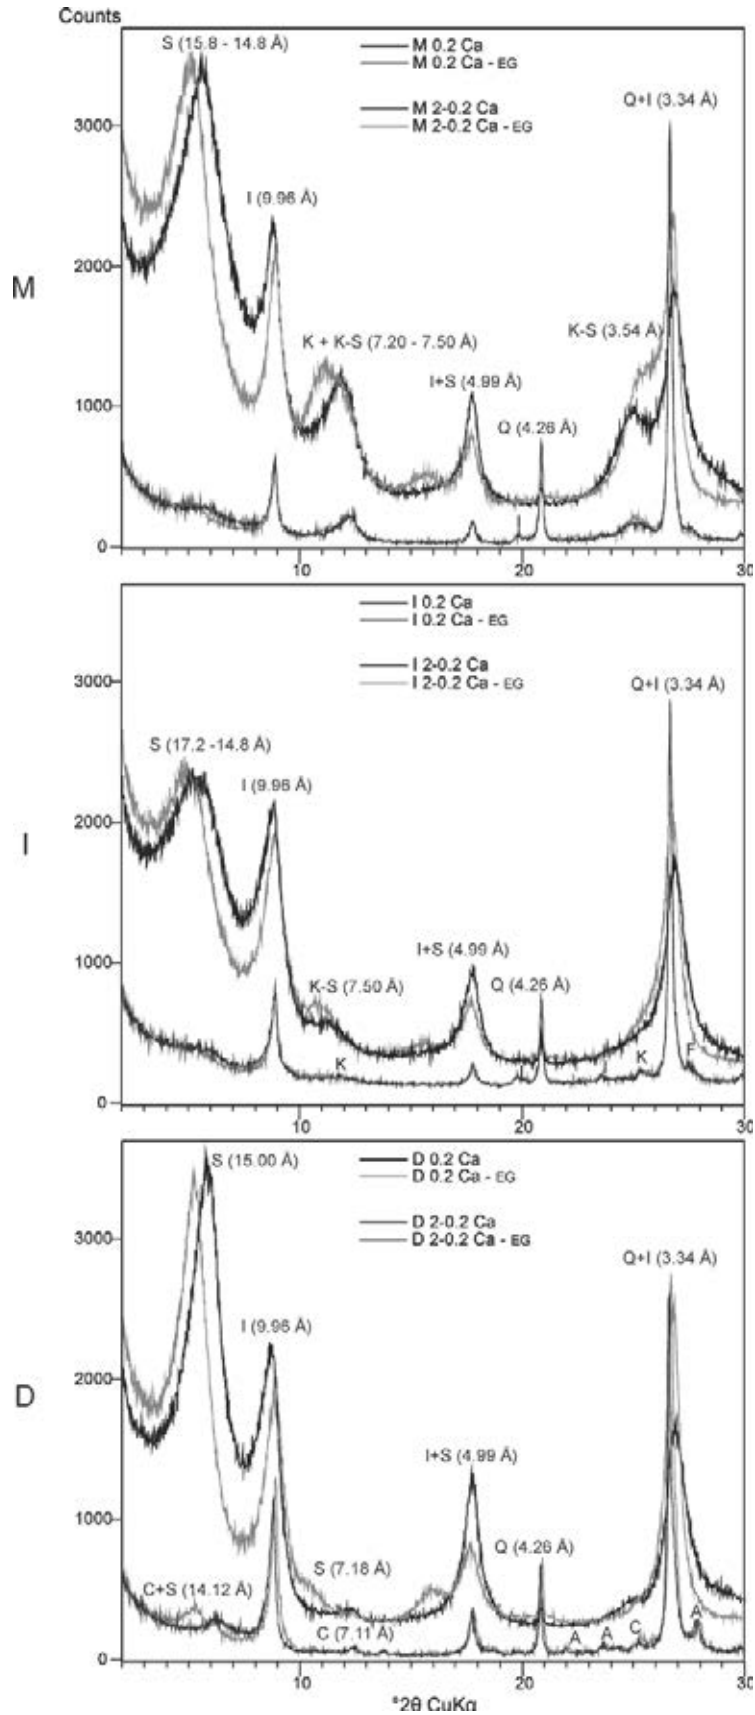 Counts
S (15.8 - 14.8 Å)
M 0.2 Ca
M 0.2 Ca - EG
M 2-0.2 Ca
M 2-0.2 Ca - EG
Q+I (3.34 Å)
3000
I (9.96 Å)
2000
M
K + K-S (7.20 - 7.50 Å)
K-S (3.54 Å)
I+S (4.99 Å)
1000
Q (4.26 Å)
0
10 20 30
I 0.2 Ca
I 0.2 Ca - EG
I 2-0.2 Ca
I 2-0.2 Ca - EG
3000
Q+I (3.34 Å)
S (17.2 -14.8 Å)
I (9.96 Å)
2000
I
I+S (4.99 Å)
1000
K-S (7.50 Å)
Q (4.26 Å)
K I K F
0
10 20 30
S (15.00 Å)
D 0.2 Ca
D 0.2 Ca - EG
D 2-0.2 Ca
D 2-0.2 Ca - EG
3000
Q+I (3.34 Å)
I (9.96 Å)
2000
D
I+S (4.99 Å)
1000
Q (4.26 Å)
S (7.18 Å)
C+S (14.12 Å)
C (7.11 Å)
A A C A
0
10 20 30
°2θ CuKα